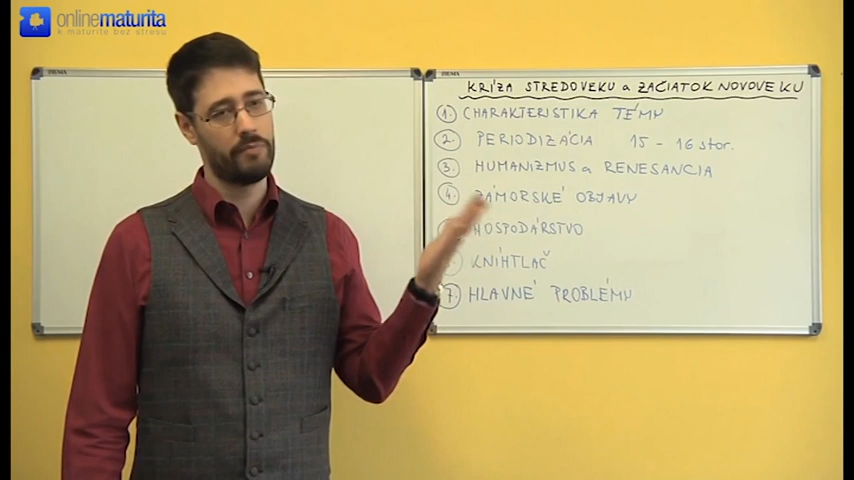 onlinematurita
k maturite bez stresu
KRÍZA STREDOVEKU a ZAČIATOK NOVOVEKU
1. CHARAKTERISTIKA TÉMY
2. PERIODIZÁCIA 15 - 16 stor.
3. HUMANIZMUS a RENESANCIA
4. ZÁMORSKÉ OBJAVY
HOSPODÁRSTVO
KNIHTLAČ
7. HLAVNÉ PROBLÉMY